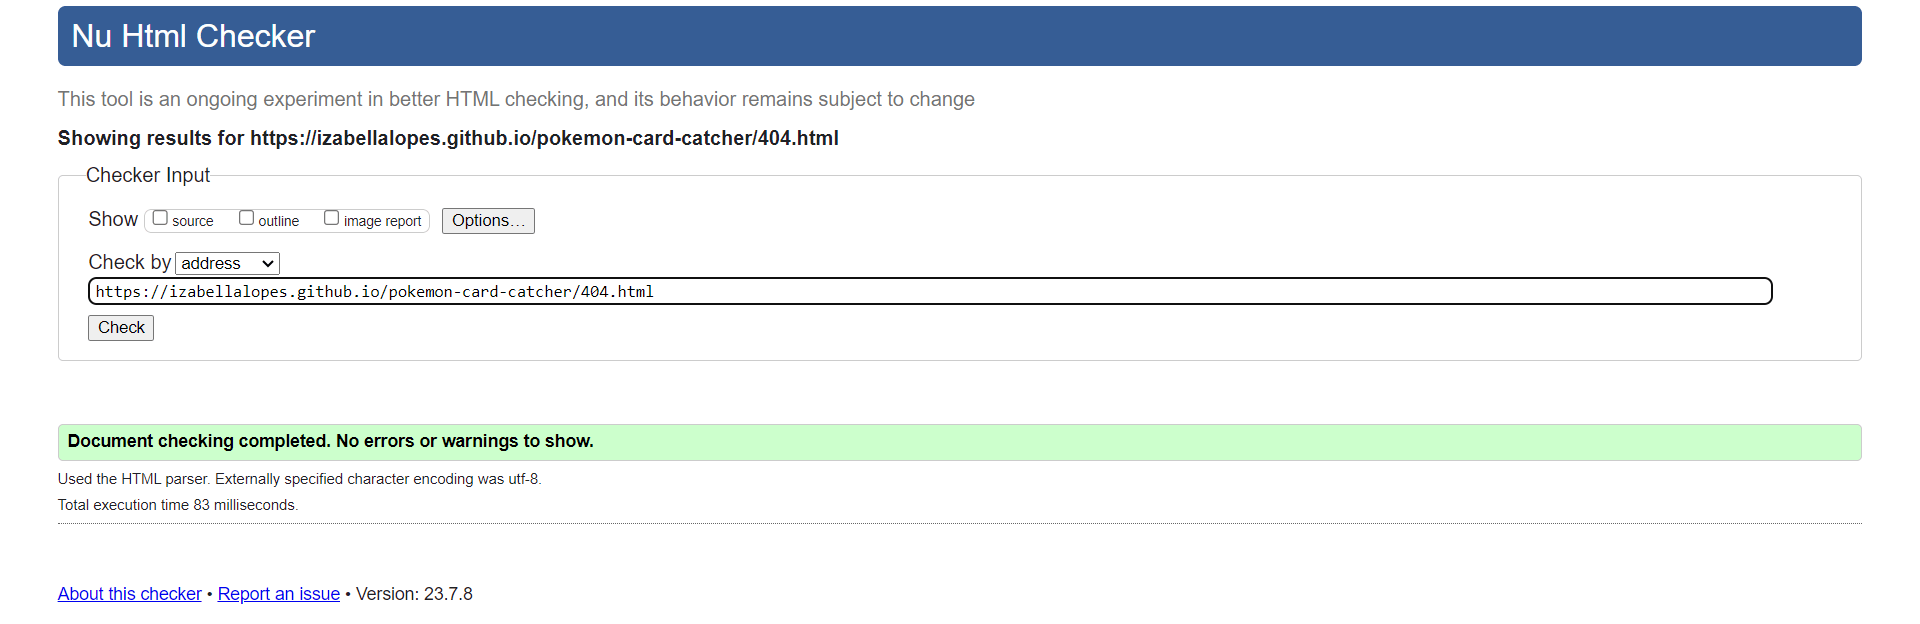 Nu Html Checker
This tool is an ongoing experiment in better HTML checking, and its behavior remains subject to change
Showing results for https://izabellalopes.github.io/pokemon-card-catcher/404.html
Checker Input
Show source outline image report Options...
Check by address
https://izabellalopes.github.io/pokemon-card-catcher/404.html
Check
Document checking completed. No errors or warnings to show.
Used the HTML parser. Externally specified character encoding was utf-8.
Total execution time 83 milliseconds.
About this checker • Report an issue • Version: 23.7.8